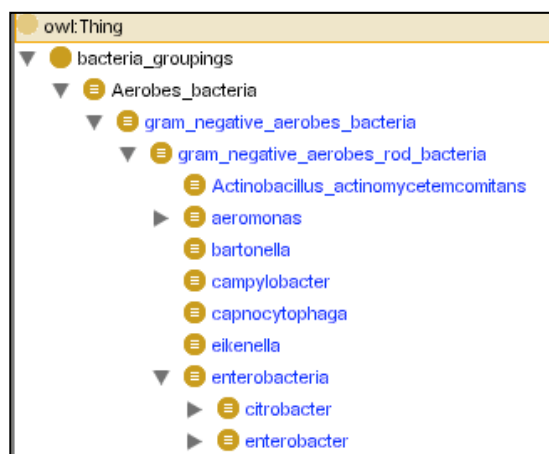 owl:Thing
bacteria_groupings
Aerobes_bacteria
gram_negative_aerobes_bacteria
gram_negative_aerobes_rod_bacteria
Actinobacillus_actinomycetemcomitans
aeromonas
bartonella
campylobacter
capnocytophaga
eikenella
enterobacteria
citrobacter
enterobacter